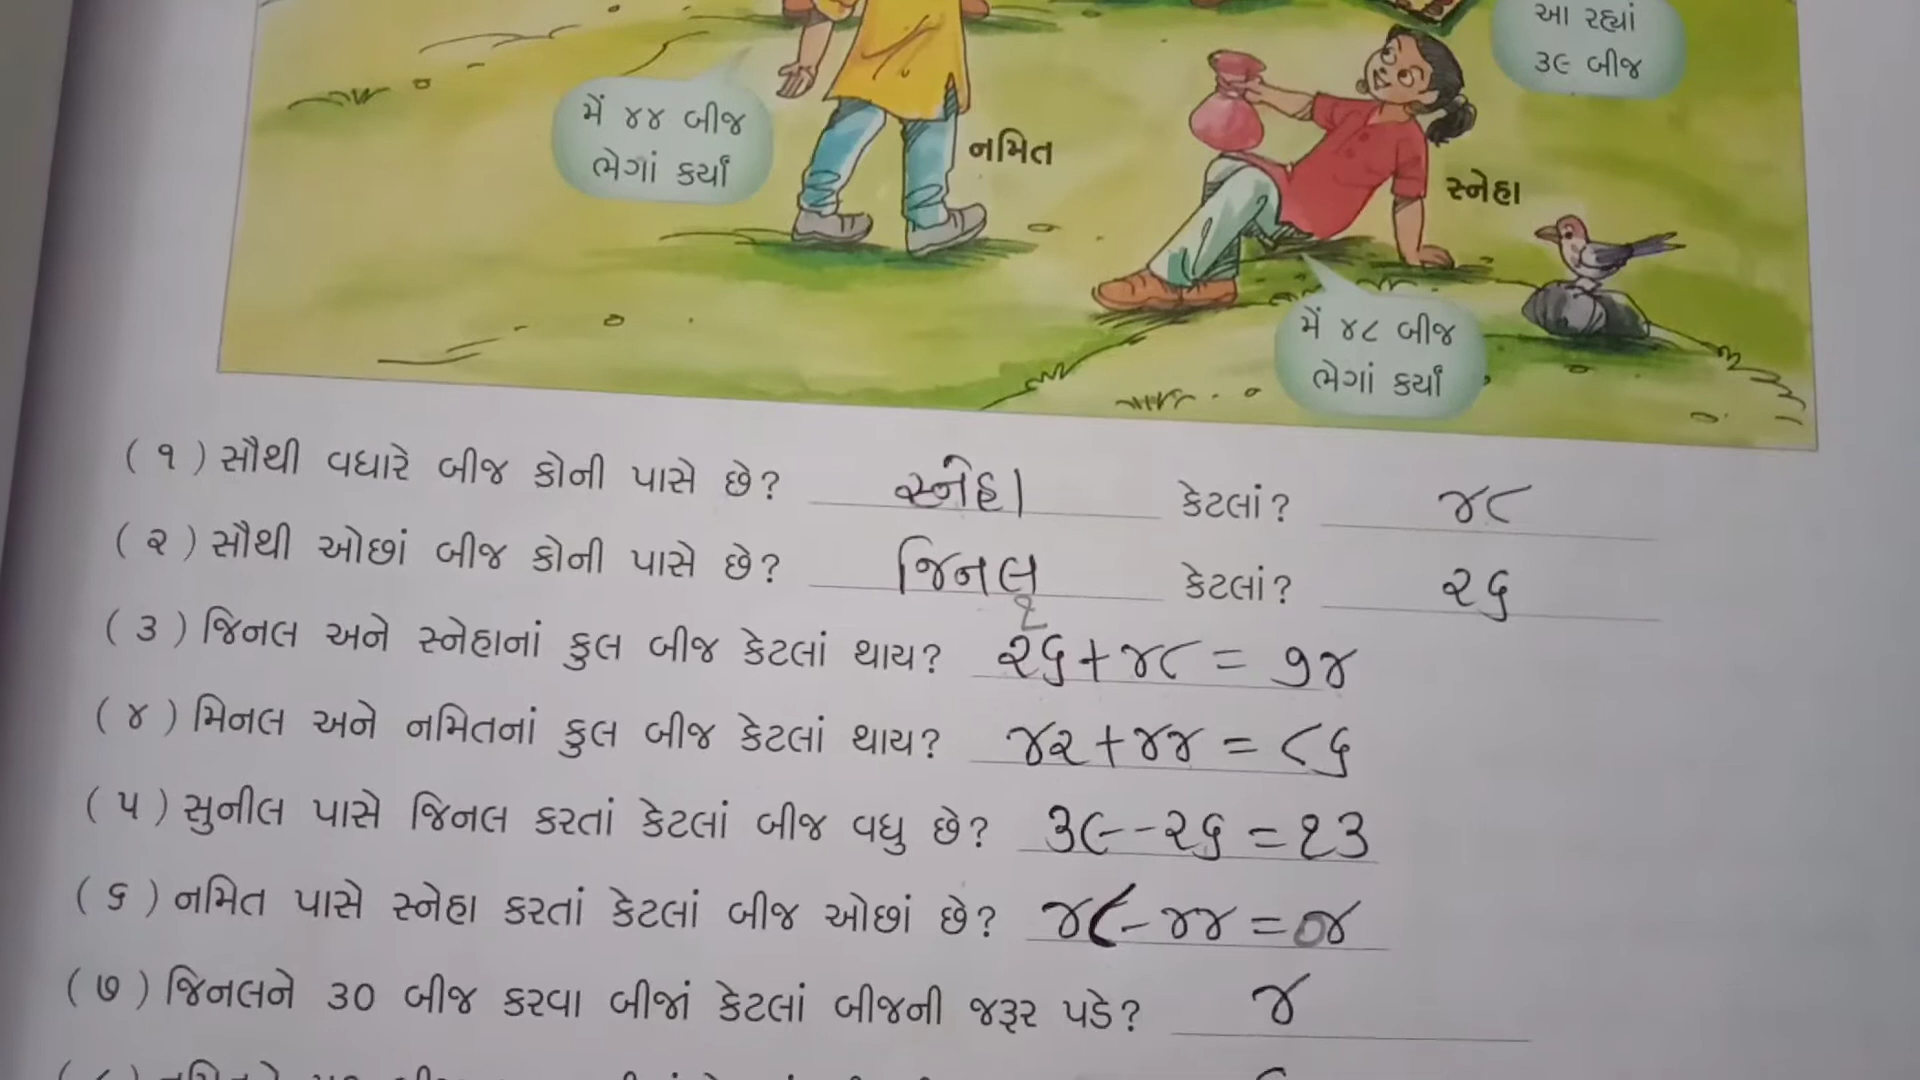 આ રહ્યાં
૩૯ બીજ
મેં ૪૪ બીજ
ભેગાં કર્યાં
નમિત
સ્નેહા
મેં ૪૮ બીજ
ભેગાં કર્યાં
(૧) સૌથી વધારે બીજ કોની પાસે છે? સ્નેહા કેટલાં? ૪૮
(૨) સૌથી ઓછાં બીજ કોની પાસે છે? જિનલ કેટલાં? ૨૬
૧
(૩) જિનલ અને સ્નેહાનાં કુલ બીજ કેટલાં થાય? ૨૬+૪૮ = ૭૪
(૪) મિનલ અને નમિતનાં કુલ બીજ કેટલાં થાય? ૪૨+૪૪ = ૮૬
(૫) સુનીલ પાસે જિનલ કરતાં કેટલાં બીજ વધુ છે? ૩૯-૨૬ = ૧૩
(૬) નમિત પાસે સ્નેહા કરતાં કેટલાં બીજ ઓછાં છે? ૪૮-૪૪ = ૦૪
(૭) જિનલને ૩૦ બીજ કરવા બીજાં કેટલાં બીજની જરૂર પડે? ૪